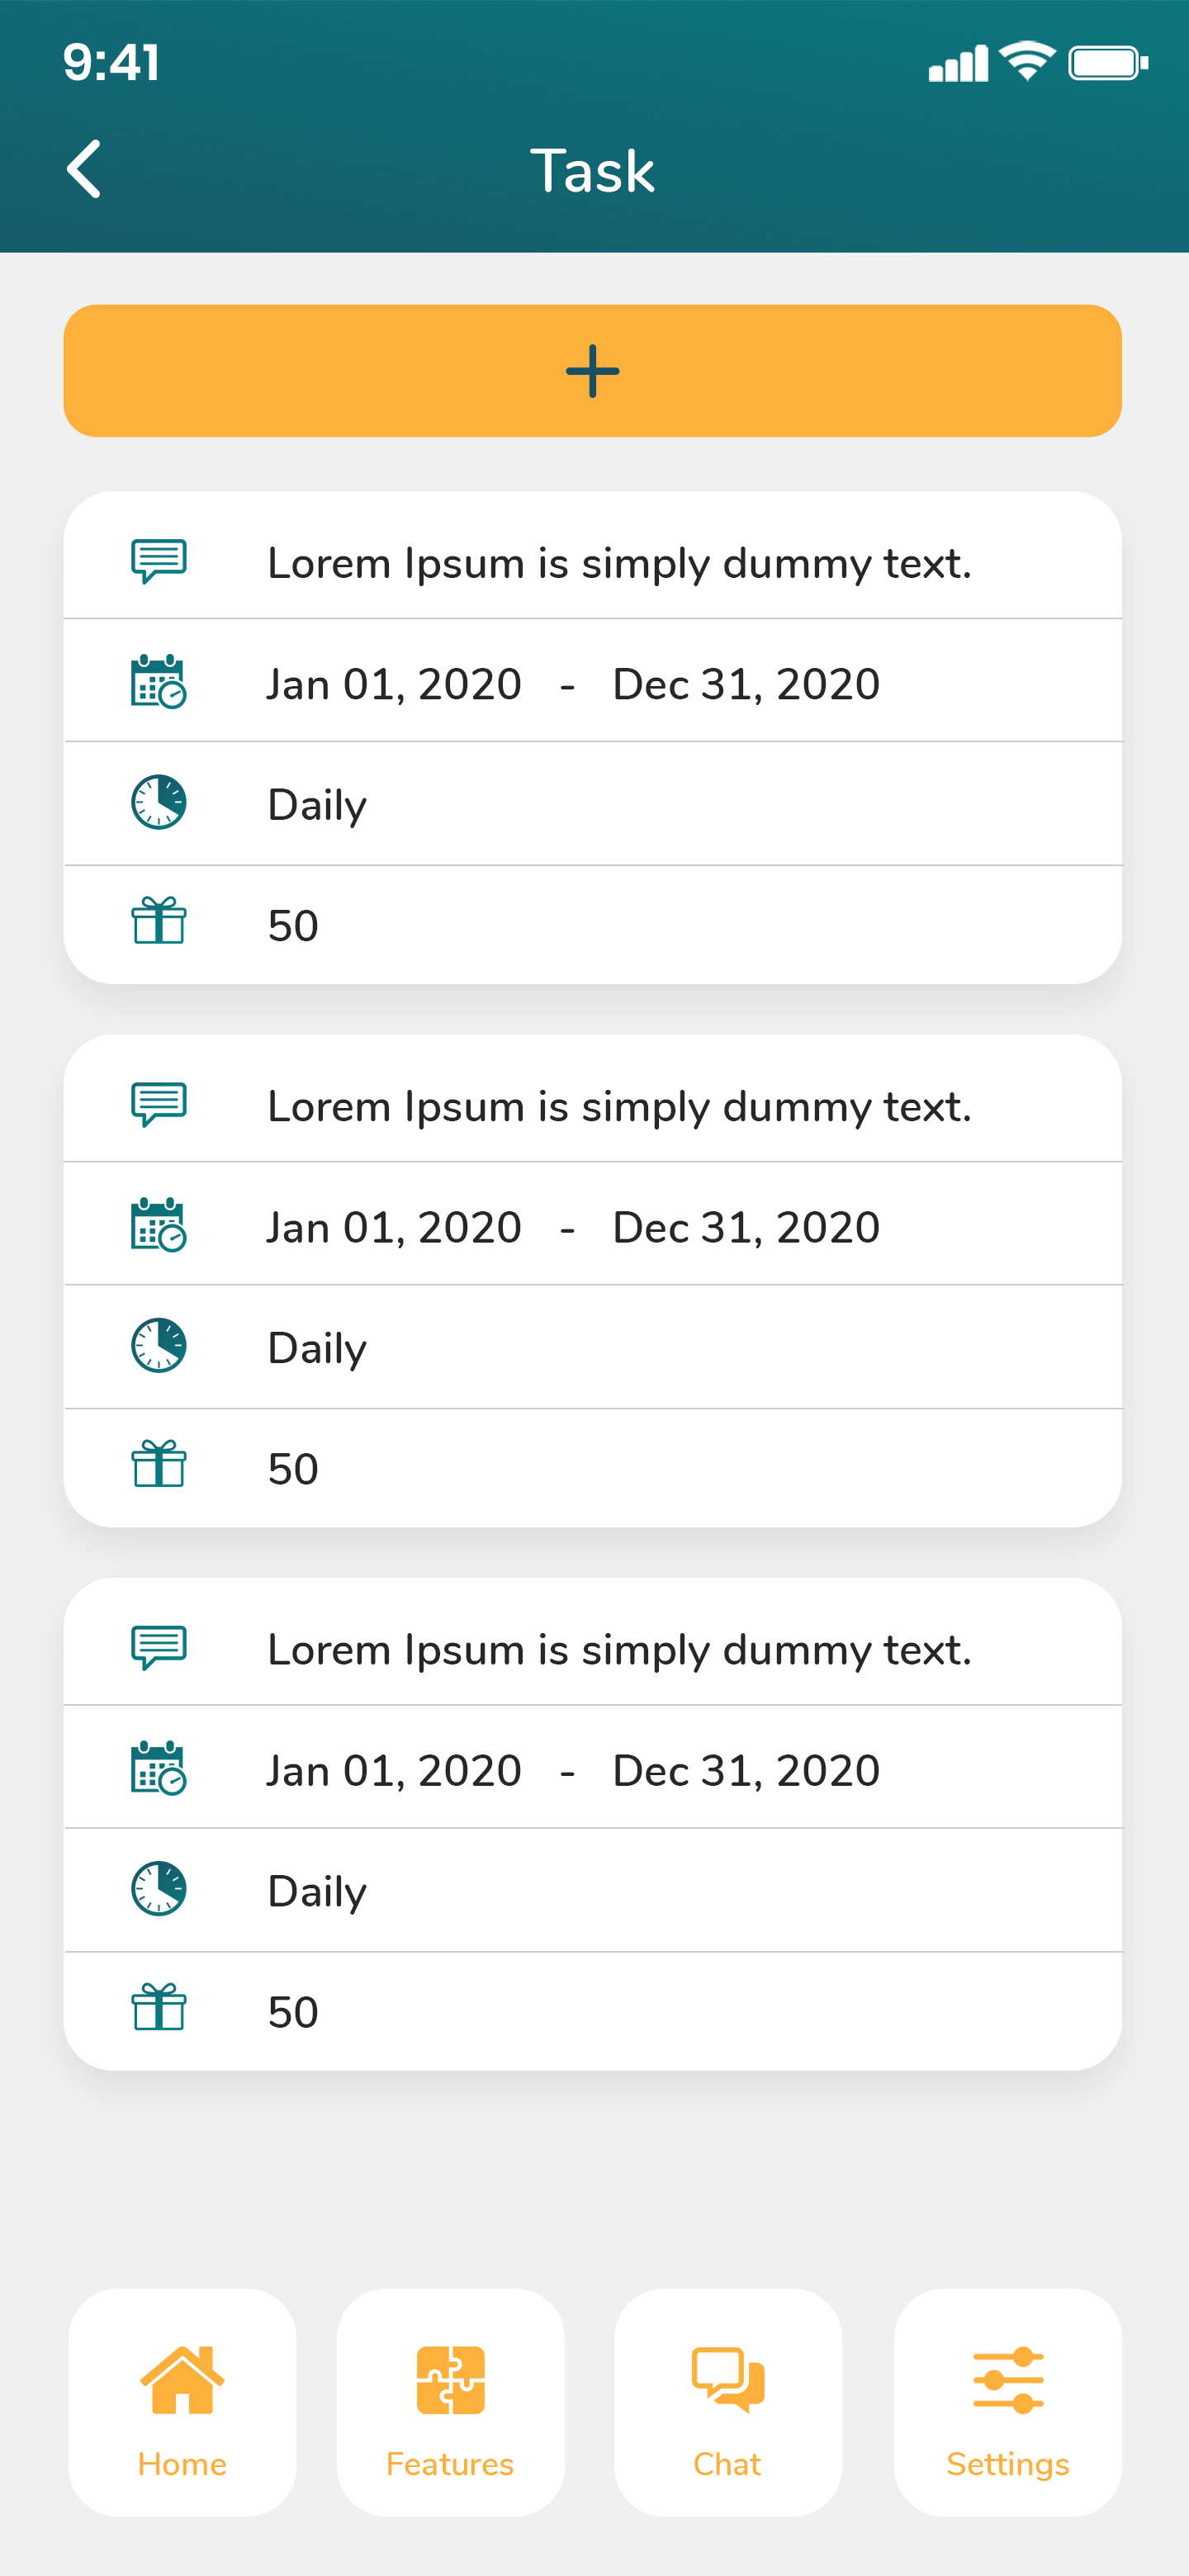 9:41
Task
Lorem Ipsum is simply dummy text.
Jan 01, 2020 - Dec 31, 2020
Daily
50
Lorem Ipsum is simply dummy text.
Jan 01, 2020 - Dec 31, 2020
Daily
50
Lorem Ipsum is simply dummy text.
Jan 01, 2020 - Dec 31, 2020
Daily
50
Home Features Chat Settings